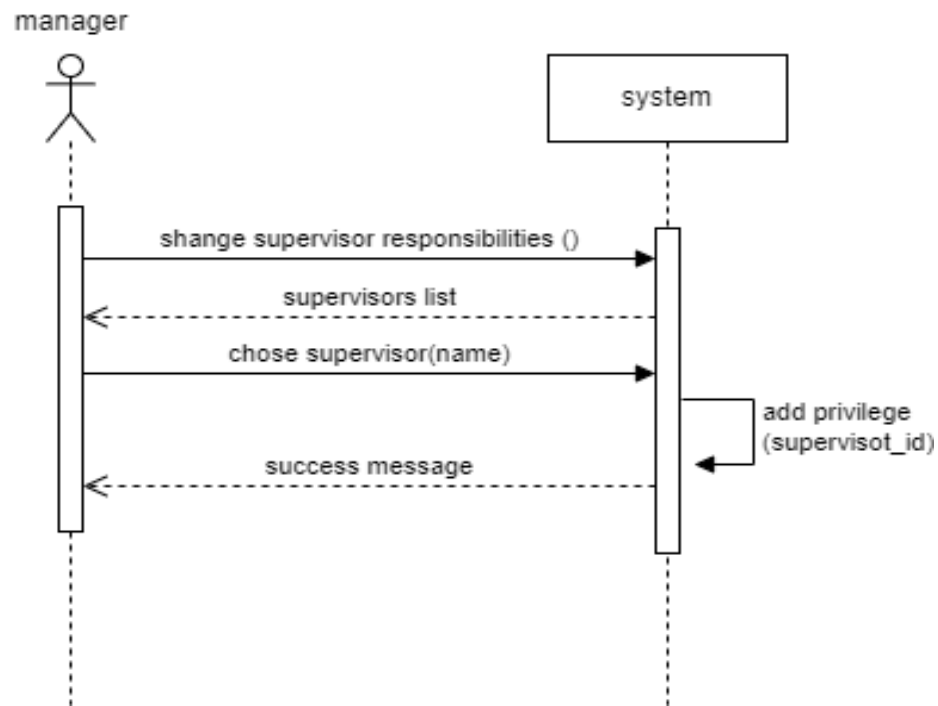 manager
system
shange supervisor responsibilities ()
supervisors list
chose supervisor(name)
add privilege
(supervisot_id)
success message